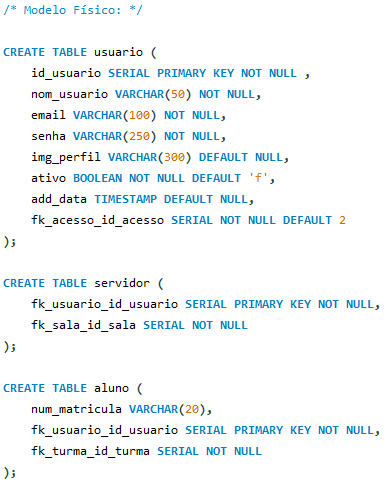 /* Modelo Físico: */
CREATE TABLE usuario (
id_usuario SERIAL PRIMARY KEY NOT NULL ,
nom_usuario VARCHAR(50) NOT NULL,
email VARCHAR(100) NOT NULL,
senha VARCHAR(250) NOT NULL,
img_perfil VARCHAR(300) DEFAULT NULL,
ativo BOOLEAN NOT NULL DEFAULT 'f',
add_data TIMESTAMP DEFAULT NULL,
fk_acesso_id_acesso SERIAL NOT NULL DEFAULT 2
);
CREATE TABLE servidor (
fk_usuario_id_usuario SERIAL PRIMARY KEY NOT NULL,
fk_sala_id_sala SERIAL NOT NULL
);
CREATE TABLE aluno (
num_matricula VARCHAR(20),
fk_usuario_id_usuario SERIAL PRIMARY KEY NOT NULL,
fk_turma_id_turma SERIAL NOT NULL
);